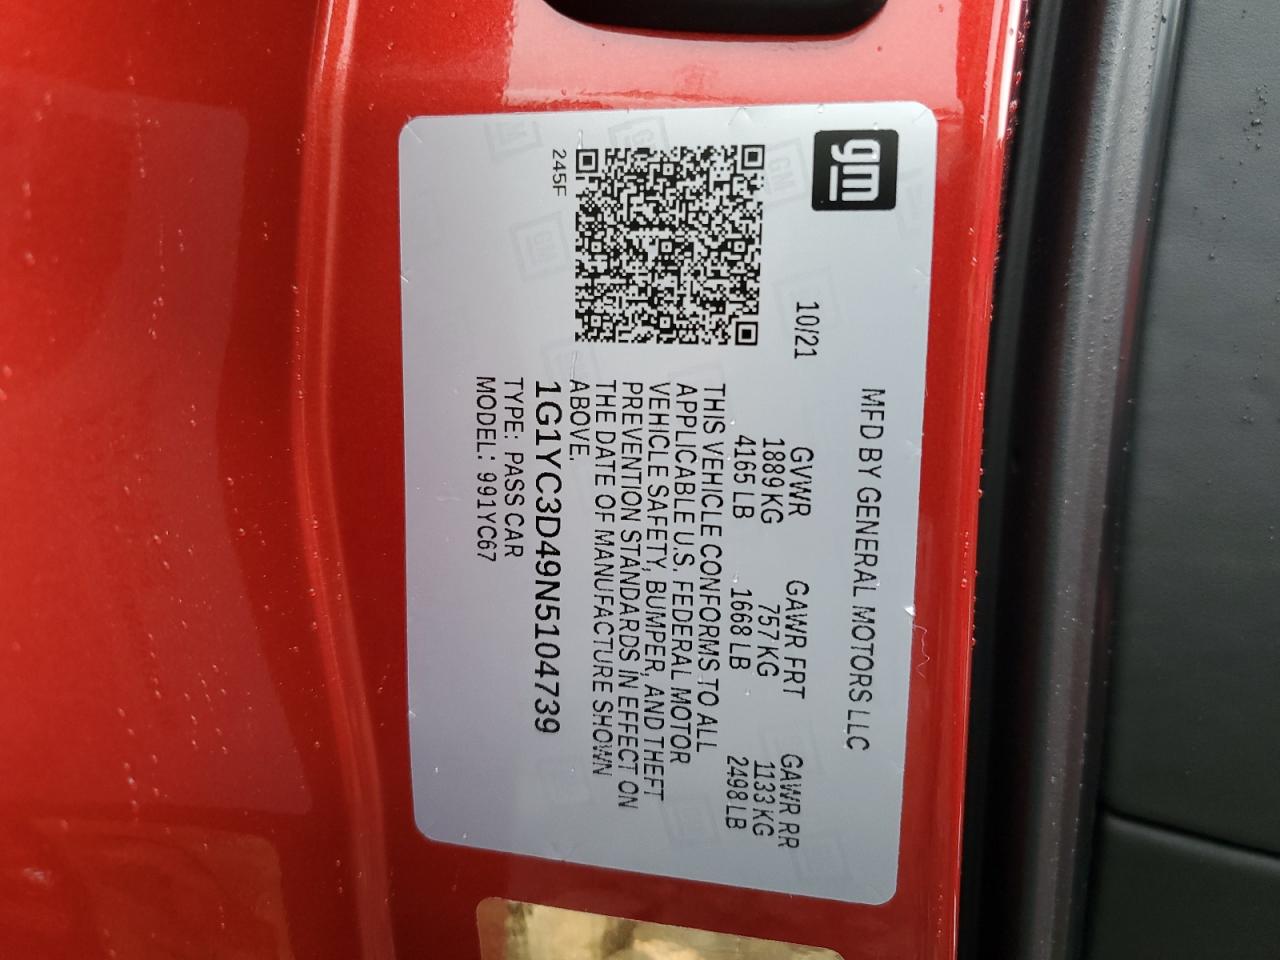 gm
MFD BY GENERAL MOTORS LLC
10/21
GVWR GAWR FRT GAWR RR
1889 KG 757 KG 1133 KG
4165 LB 1668 LB 2498 LB
THIS VEHICLE CONFORMS TO ALL
APPLICABLE U.S. FEDERAL MOTOR
VEHICLE SAFETY, BUMPER, AND THEFT
PREVENTION STANDARDS IN EFFECT ON
THE DATE OF MANUFACTURE SHOWN
ABOVE.
245F
1G1YC3D49N5104739
TYPE: PASS CAR
MODEL: 991YC67